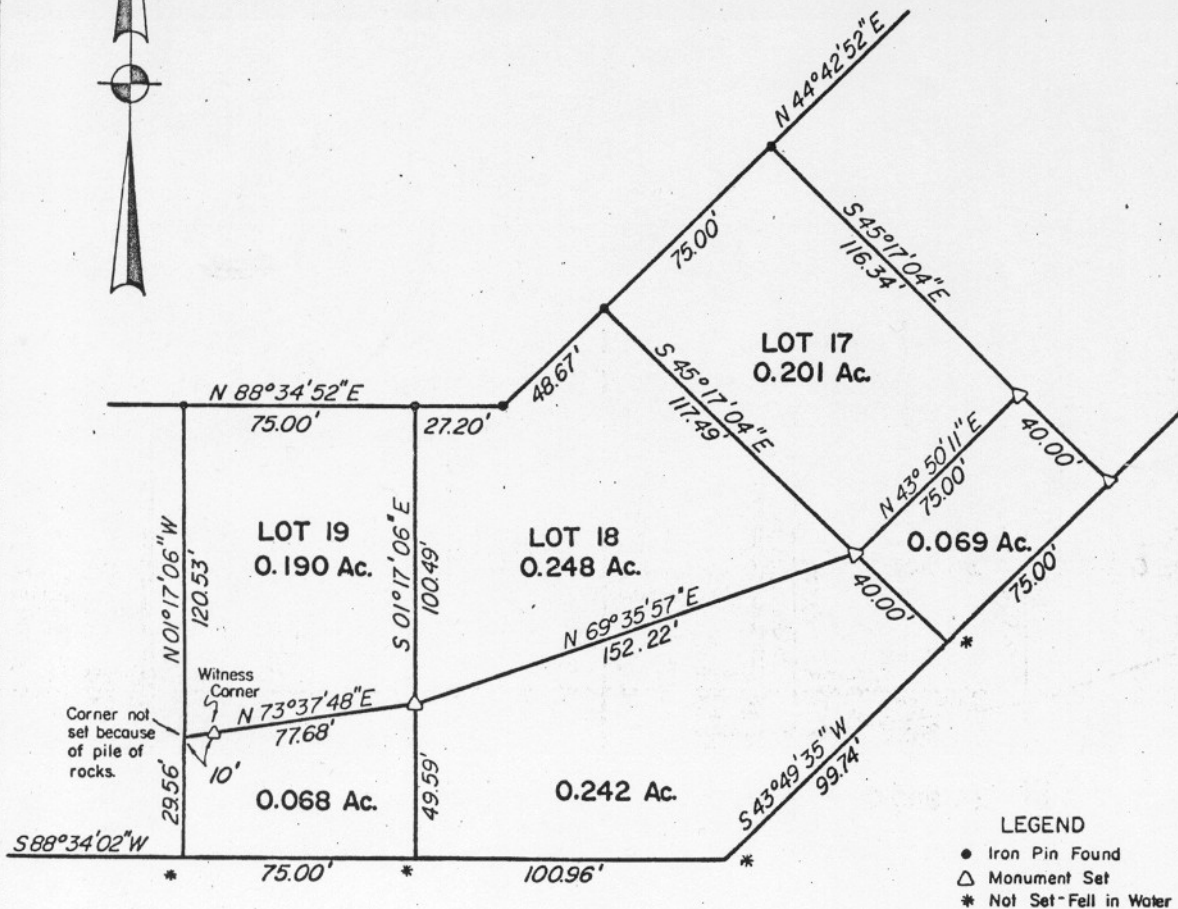 N 44°42'52" E
75.00'
S 45°17'04" E
116.34'
LOT 17
0.201 Ac.
48.67'
S 45°17'04" E
117.49'
N 88°34'52" E
75.00'
27.20'
N 43°50'11" E
75.00'
40.00'
0.069 Ac.
75.00'
40.00'
N 01°17'06" W
120.53'
LOT 19
0.190 Ac.
S 01°17'06" E
100.49'
LOT 18
0.248 Ac.
N 69°35'57" E
152.22'
Witness
Corner
N 73°37'48" E
77.68'
Corner not
set because
of pile of
rocks.
10'
29.56'
0.068 Ac.
49.59'
0.242 Ac.
S 43°49'35" W
99.74'
S 88°34'02" W
75.00'
100.96'
LEGEND
Iron Pin Found
Monument Set
* Not Set-Fell in Water